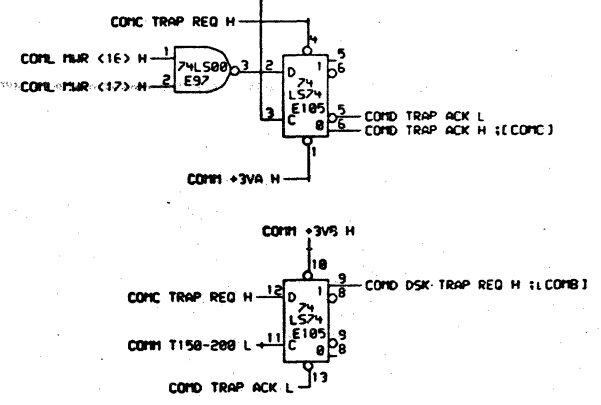 COMC TRAP REQ H
4
COML MWR <16> H
1
74LS00
E97
3
2
COML MWR <17> H
2
D
1
74
LS74
E105
5
6
3
C
0
5
6
COMD TRAP ACK L
COMD TRAP ACK H ;[COMC]
1
COMM +3VA H
COMM +3VB H
10
COMC TRAP REQ H
12
D
1
74
LS74
E105
9
8
COMD DSK TRAP REQ H ;[COMB]
COMM T150-200 L
11
C
0
9
8
13
COMD TRAP ACK L